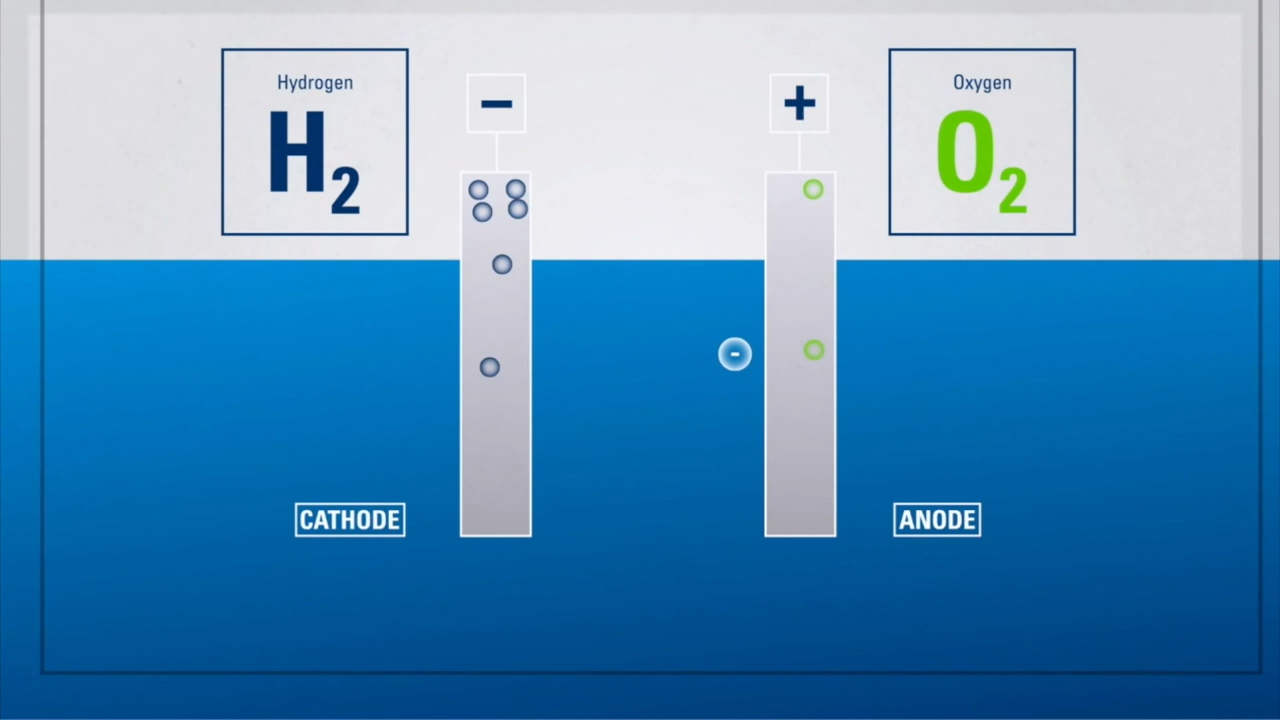 Hydrogen
H2
−
+
Oxygen
O2
-
CATHODE
ANODE